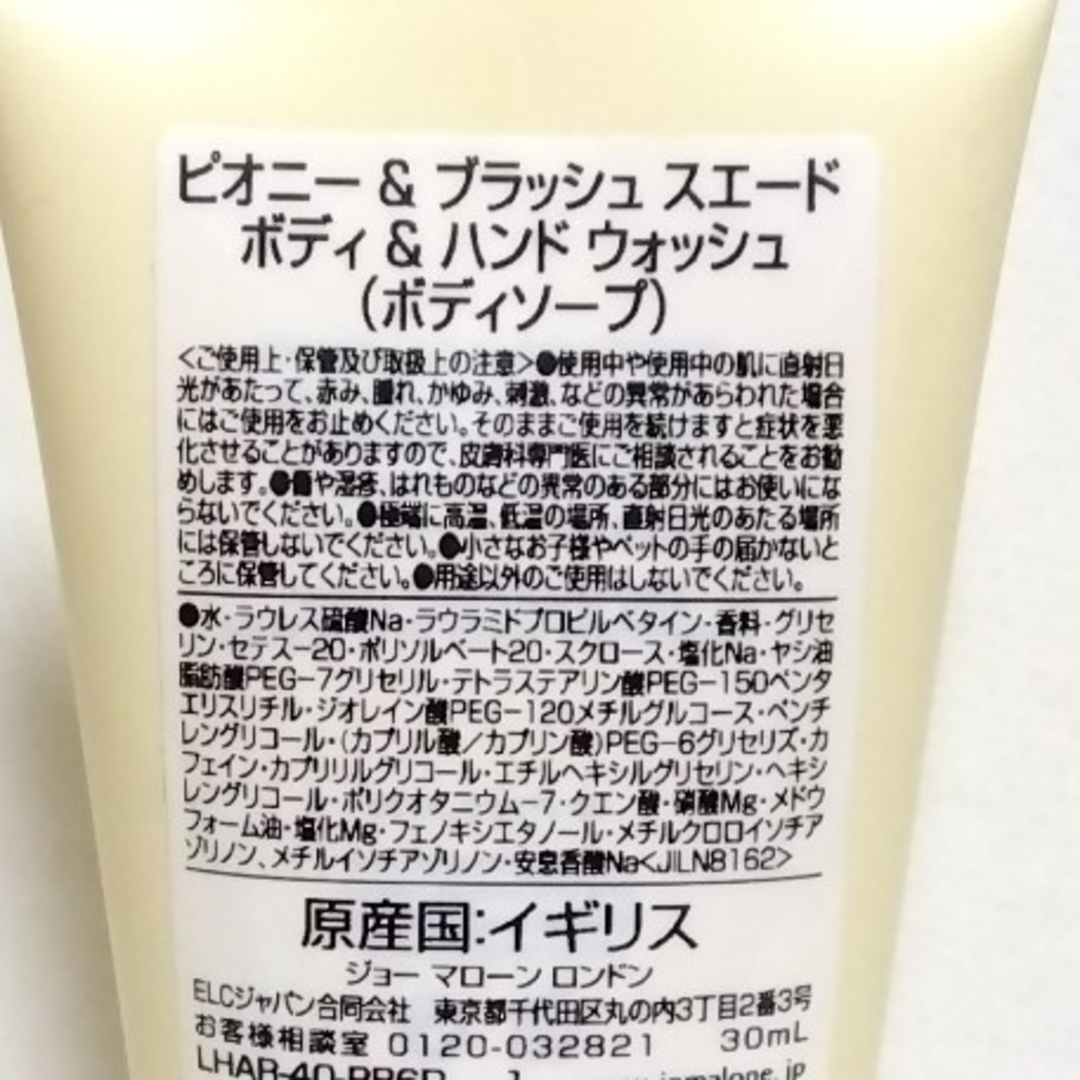 ピオニー & ブラッシュ スエード
ボディ & ハンド ウォッシュ
(ボディソープ)
<ご使用上・保管及び取扱上の注意>●使用中や使用中の肌に直射日
光があたって、赤み、腫れ、かゆみ、刺激、などの異常があらわれた場合
にはご使用をお止めください。そのままご使用を続けますと症状を悪
化させることがありますので、皮膚科専門医にご相談されることをお勧
めします。●傷や湿疹、はれものなどの異常のある部分にはお使いにな
らないでください。●極端に高温、低温の場所、直射日光のあたる場所
には保管しないでください。●小さなお子様やペットの手の届かないと
ころに保管してください。●用途以外のご使用はしないでください。
●水・ラウレス硫酸Na・ラウラミドプロピルベタイン・香料・グリセ
リン・セテス-20・ポリソルベート20・スクロース・塩化Na・ヤシ油
脂肪酸PEG-7グリセリル・テトラステアリン酸PEG-150ペンタ
エリスリチル・ジオレイン酸PEG-120メチルグルコース・ペンチ
レングリコール・(カプリル酸/カプリン酸)PEG-6グリセリズ・カ
フェイン・カプリリルグリコール・エチルヘキシルグリセリン・ヘキシ
レングリコール・ポリクオタニウム-7・クエン酸・硝酸Mg・メドウ
フォーム油・塩化Mg・フェノキシエタノール・メチルクロロイソチア
ゾリノン、メチルイソチアゾリノン・安息香酸Na<JILN8162>
原産国:イギリス
ジョー マローン ロンドン
ELCジャパン合同会社 東京都千代田区丸の内3丁目2番3号
お客様相談室 0120-032821 30mL